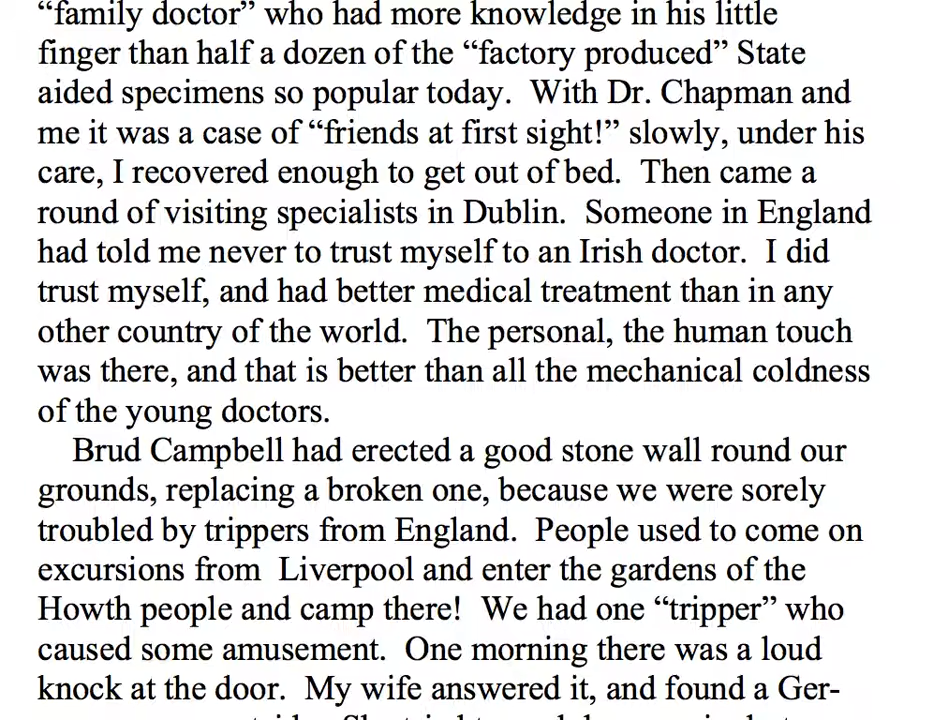 “family doctor” who had more knowledge in his little
finger than half a dozen of the “factory produced” State
aided specimens so popular today.  With Dr. Chapman and
me it was a case of “friends at first sight!” slowly, under his
care, I recovered enough to get out of bed.  Then came a
round of visiting specialists in Dublin.  Someone in England
had told me never to trust myself to an Irish doctor.  I did
trust myself, and had better medical treatment than in any
other country of the world.  The personal, the human touch
was there, and that is better than all the mechanical coldness
of the young doctors.
Brud Campbell had erected a good stone wall round our
grounds, replacing a broken one, because we were sorely
troubled by trippers from England.  People used to come on
excursions from  Liverpool and enter the gardens of the
Howth people and camp there!  We had one “tripper” who
caused some amusement.  One morning there was a loud
knock at the door.  My wife answered it, and found a Ger-